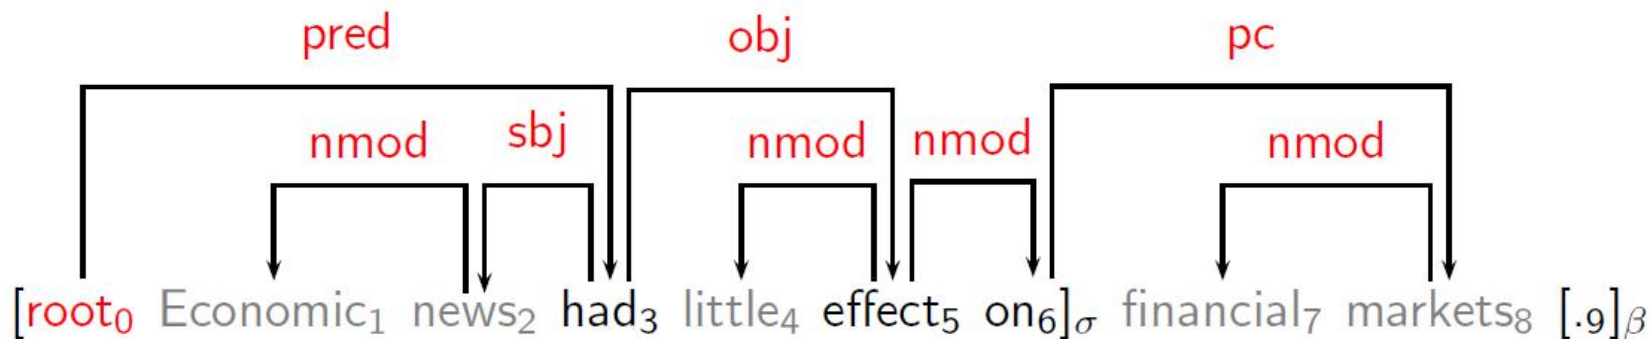 pred obj pc
nmod sbj nmod nmod nmod
[root₀ Economic₁ news₂ had₃ little₄ effect₅ on₆]σ financial₇ markets₈ [.₉]β